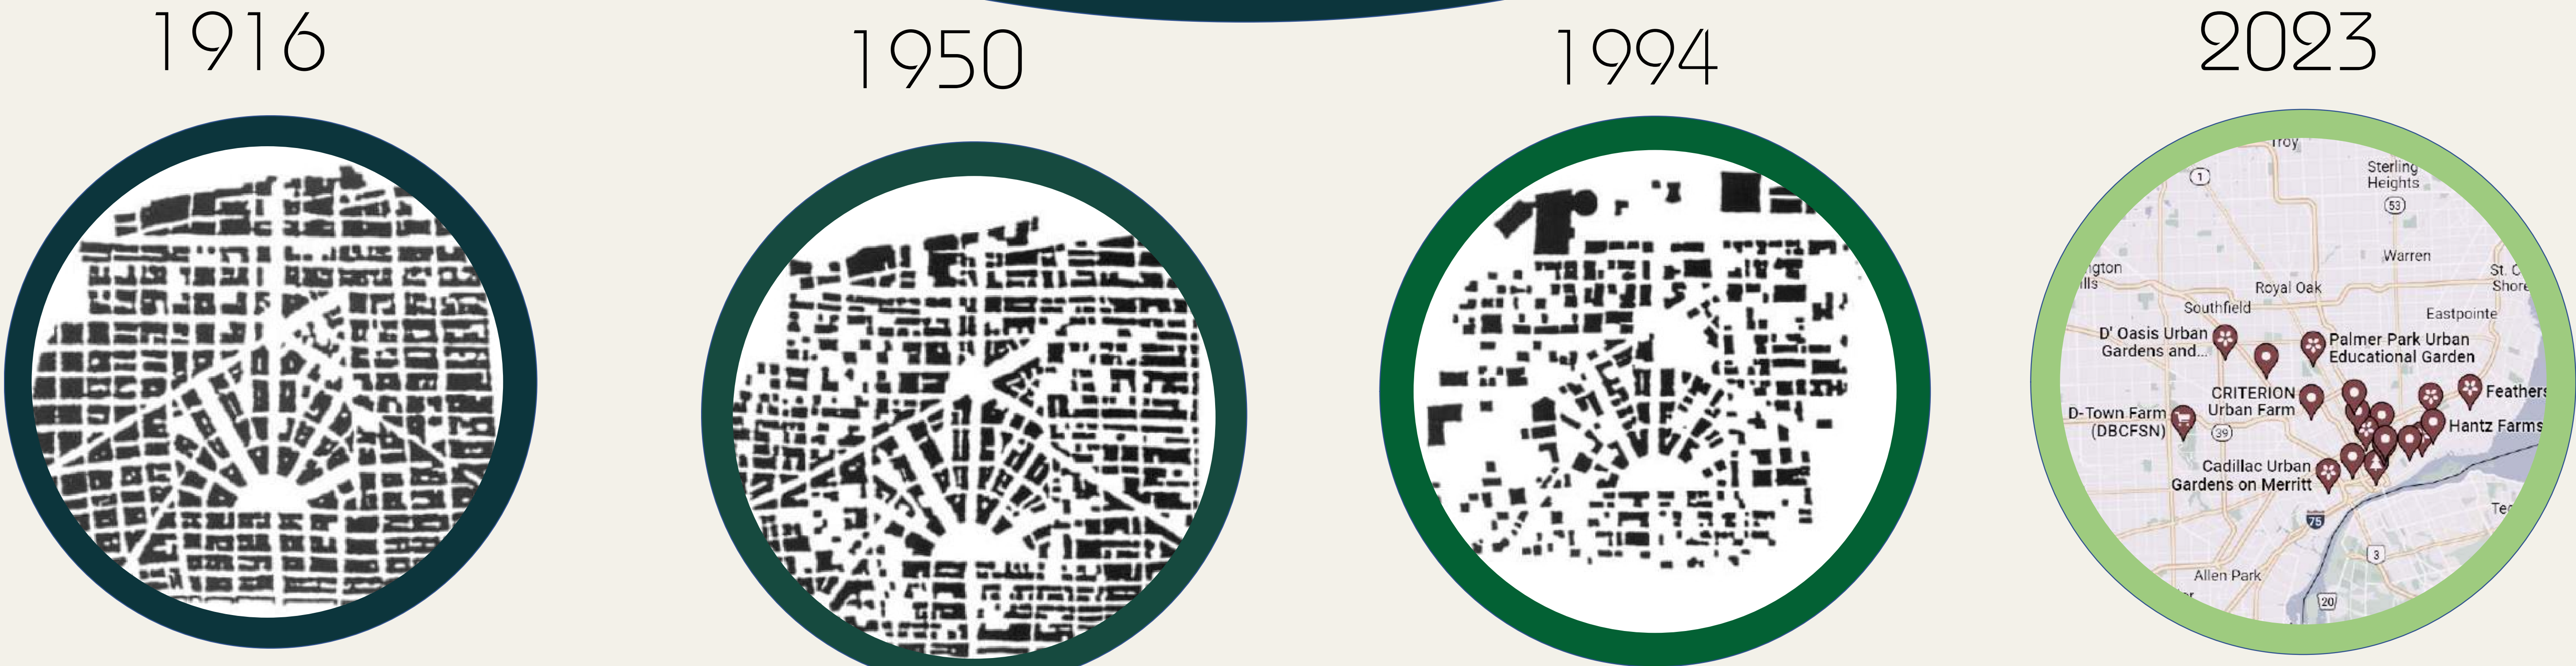 1916
1950
1994
2023
Troy
1
Sterling
Heights
53
Warren
Royal Oak
Southfield
Eastpointe
D' Oasis Urban
Gardens and...
Palmer Park Urban
Educational Garden
CRITERION
Urban Farm
Feathers
D-Town Farm
(DBCFSN)
39
Hantz Farms
Cadillac Urban
Gardens on Merritt
75
3
Allen Park
20